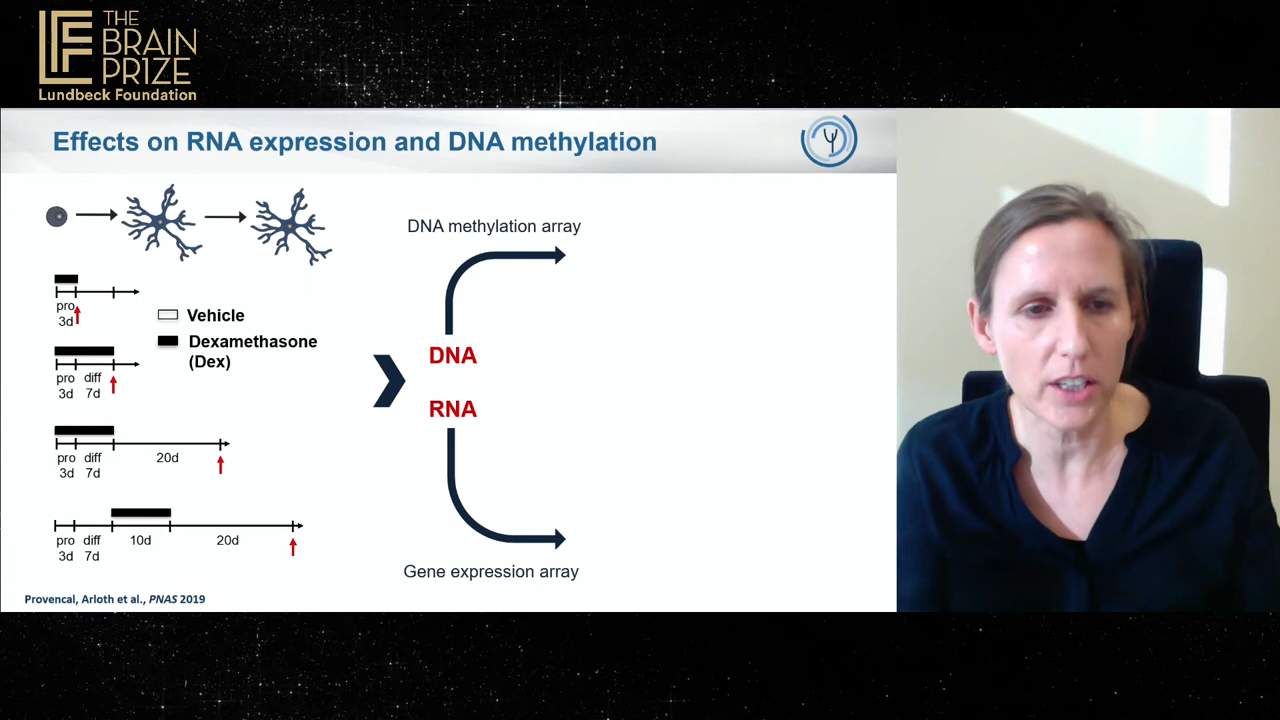 THE
BRAIN
PRIZE
Lundbeck Foundation
Effects on RNA expression and DNA methylation
pro
3d
Vehicle
Dexamethasone
(Dex)
pro diff
3d 7d
pro diff 20d
3d 7d
pro diff 10d 20d
3d 7d
DNA methylation array
DNA
RNA
Gene expression array
Provencal, Arloth et al., PNAS 2019